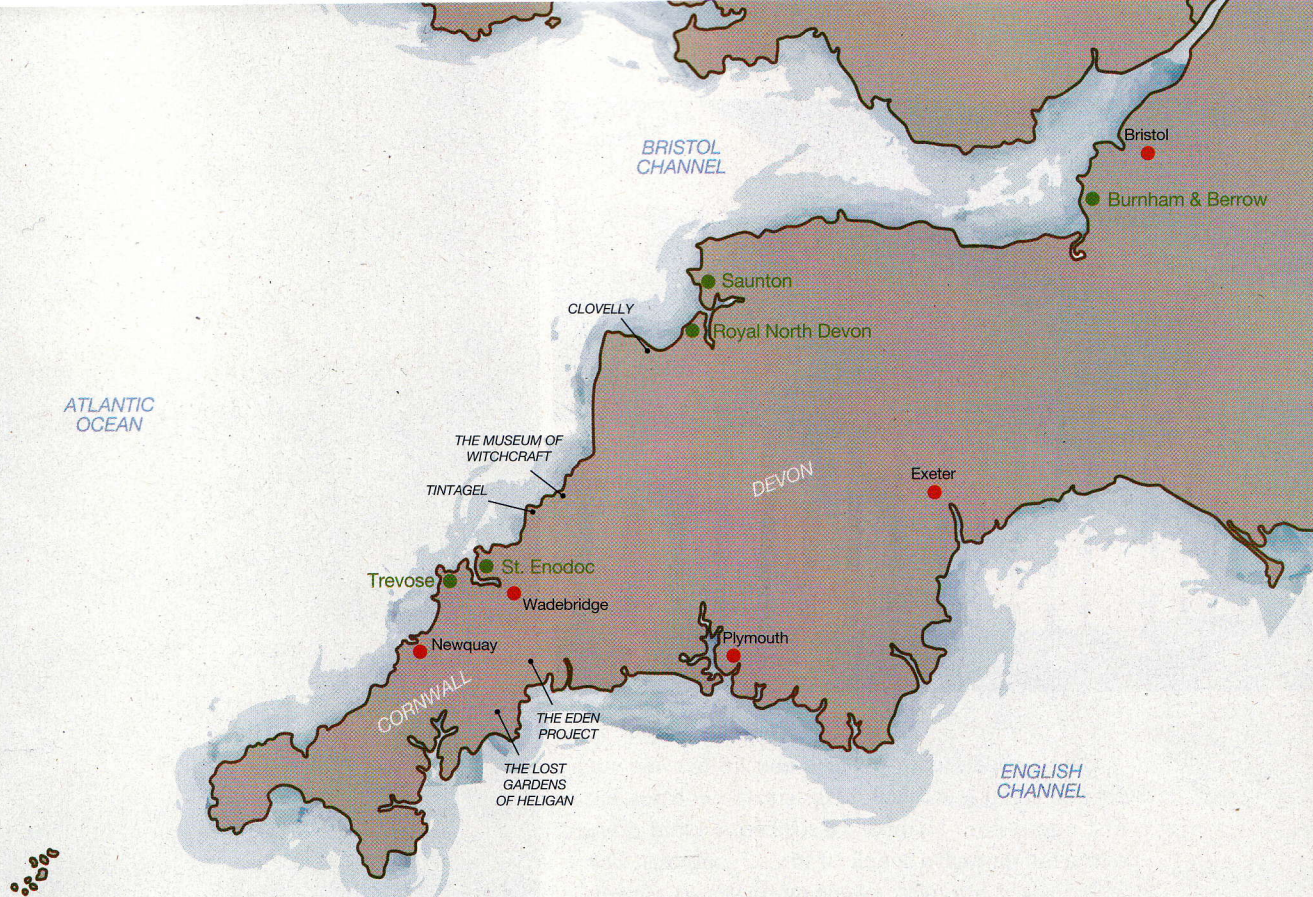 BRISTOL
CHANNEL
Bristol
Burnham & Berrow
Saunton
CLOVELLY
Royal North Devon
ATLANTIC
OCEAN
THE MUSEUM OF
WITCHCRAFT
DEVON
Exeter
TINTAGEL
St. Enodoc
Trevose
Wadebridge
Plymouth
Newquay
CORNWALL
THE EDEN
PROJECT
THE LOST
GARDENS
OF HELIGAN
ENGLISH
CHANNEL